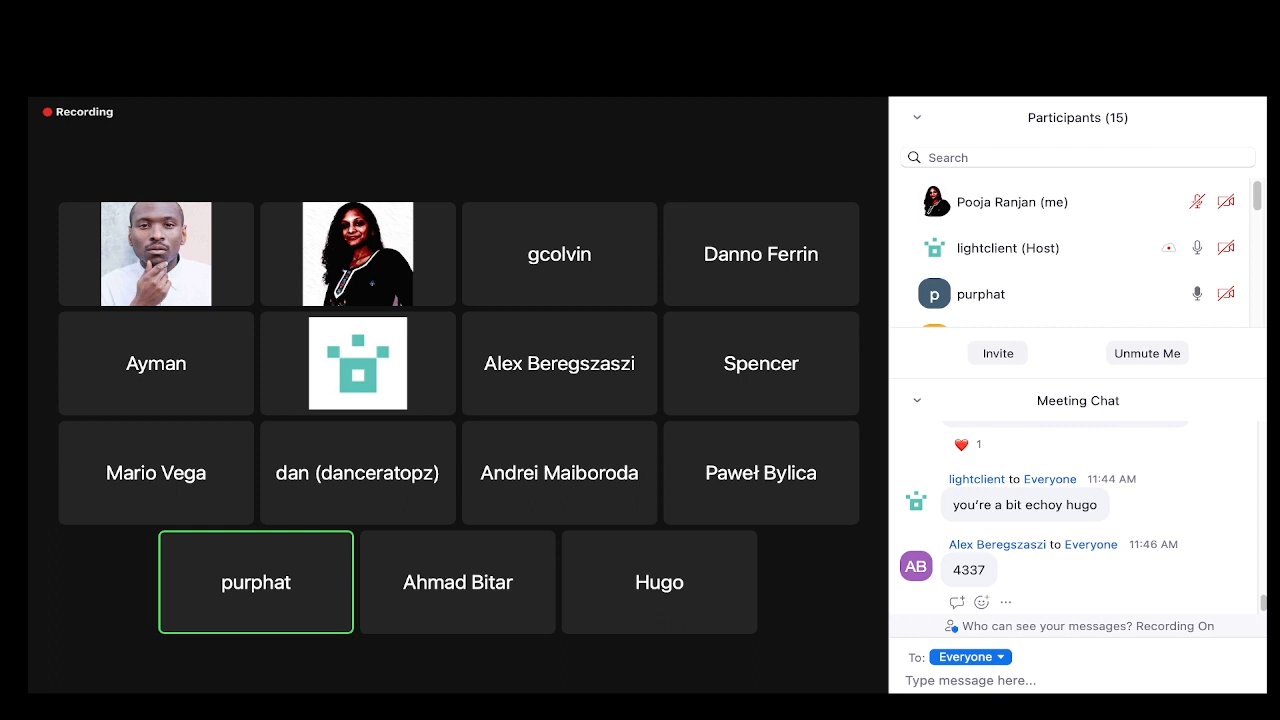 Recording
gcolvin
Danno Ferrin
Ayman
Alex Beregszaszi
Spencer
Mario Vega
dan (danceratopz)
Andrei Maiboroda
Paweł Bylica
purphat
Ahmad Bitar
Hugo
Participants (15)
Search
Pooja Ranjan (me)
lightclient (Host)
p
purphat
Invite
Unmute Me
Meeting Chat
❤️ 1
lightclient to Everyone 11:44 AM
you're a bit echoy hugo
Alex Beregszaszi to Everyone 11:46 AM
AB
4337
Who can see your messages? Recording On
To: Everyone
Type message here...